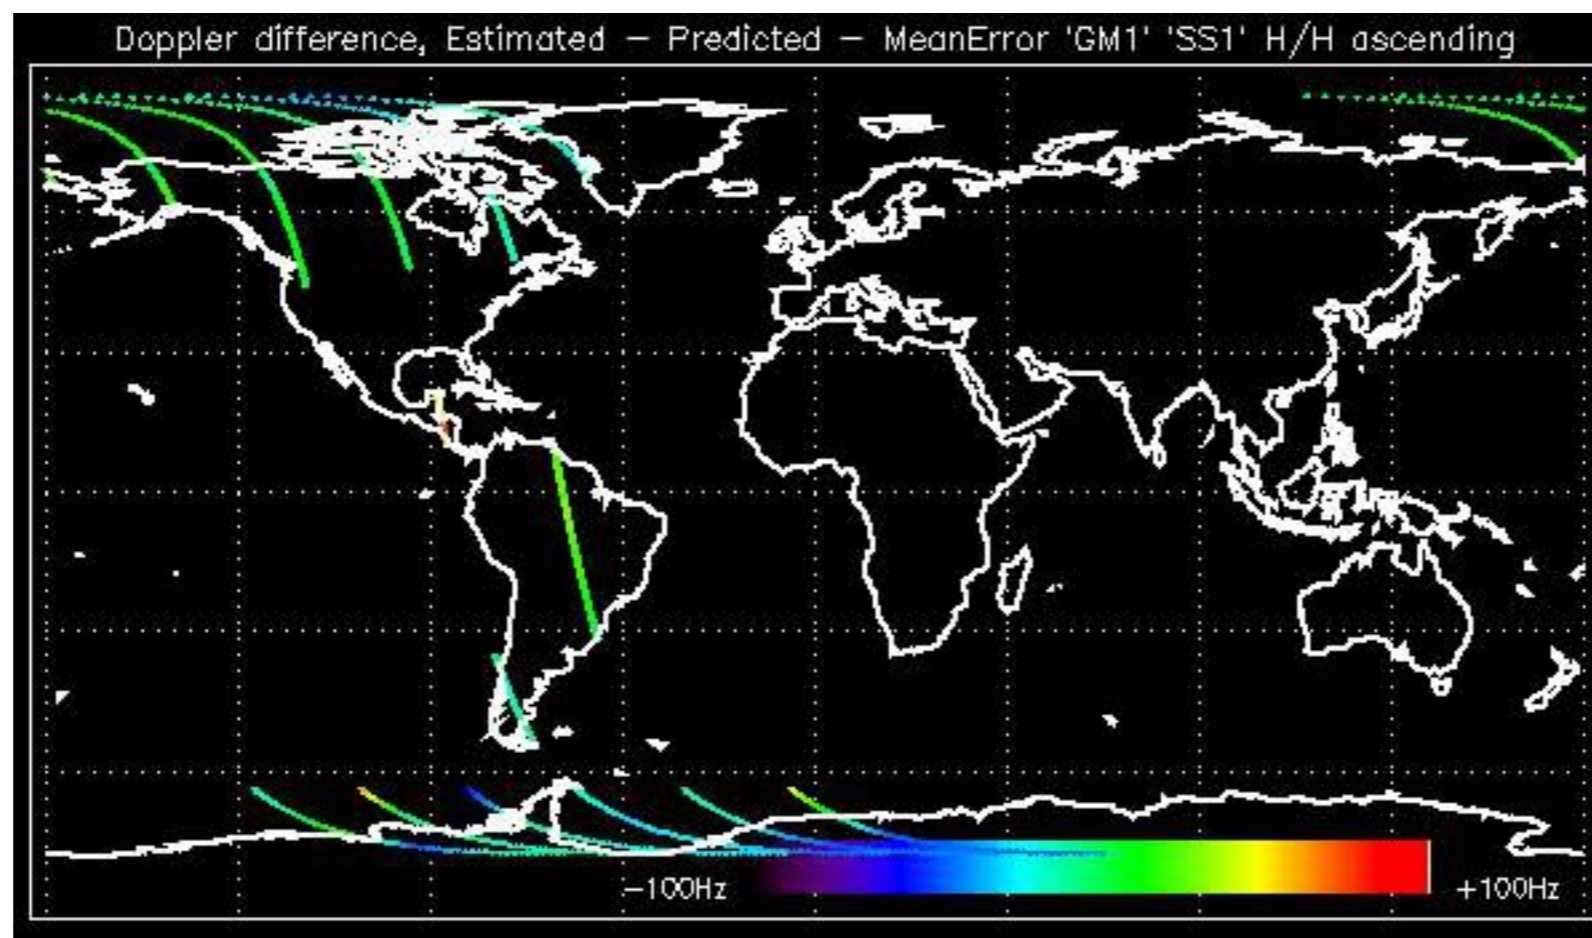 Doppler difference, Estimated – Predicted – MeanError 'GM1' 'SS1' H/H ascending
–100Hz
+100Hz